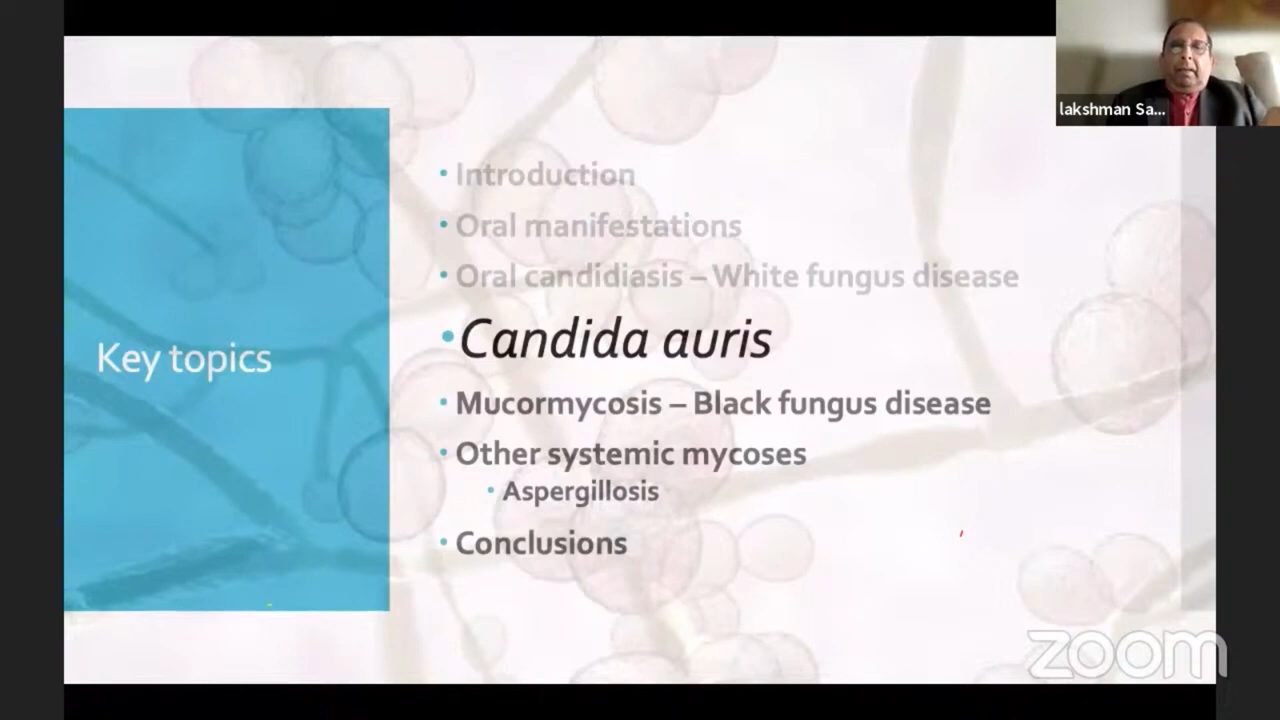 lakshman Sa...
Key topics
• Introduction
• Oral manifestations
• Oral candidiasis – White fungus disease
• Candida auris
• Mucormycosis – Black fungus disease
• Other systemic mycoses
• Aspergillosis
• Conclusions
zoom